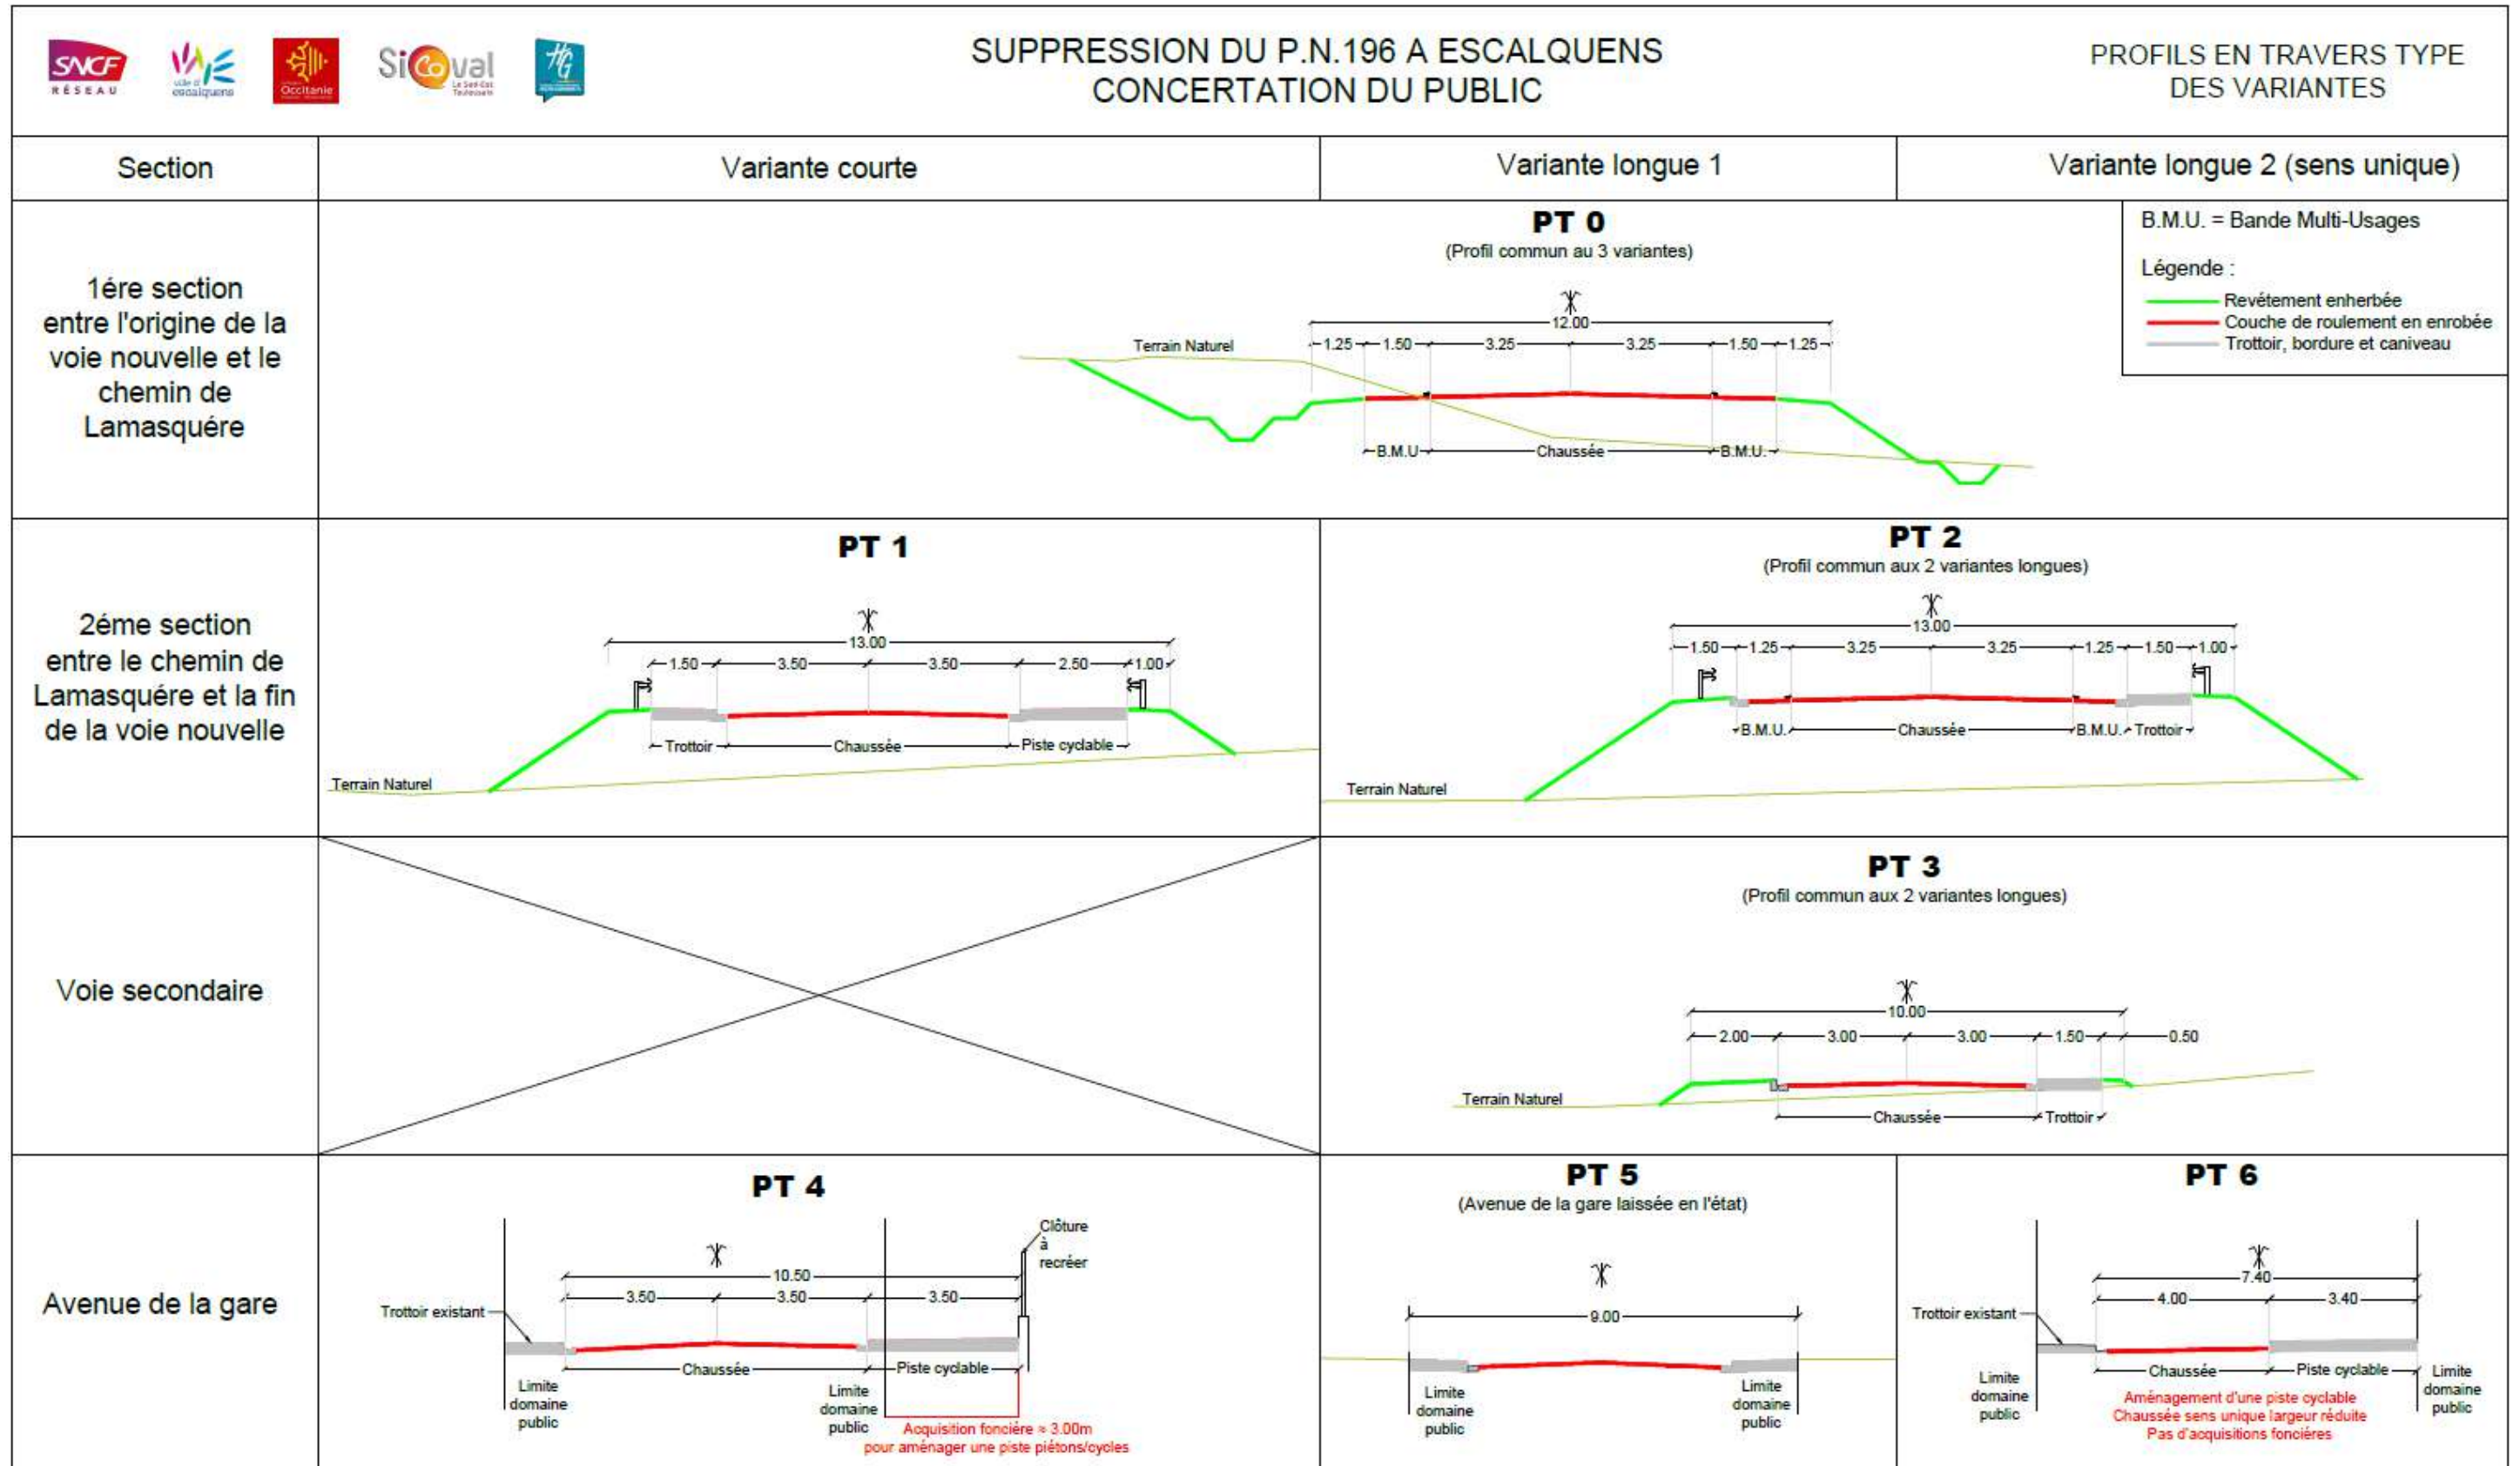 SNCF
RÉSEAU
ville d'
escalquens
Occitanie
SiCoval
Le Sud-Est
Toulousain
HG
SUPPRESSION DU P.N.196 A ESCALQUENS
CONCERTATION DU PUBLIC
PROFILS EN TRAVERS TYPE
DES VARIANTES
Section
Variante courte
Variante longue 1
Variante longue 2 (sens unique)
1ére section
entre l'origine de la
voie nouvelle et le
chemin de
Lamasquére
PT 0
(Profil commun au 3 variantes)
12.00
Terrain Naturel
1.25 1.50 3.25 3.25 1.50 1.25
B.M.U Chaussée B.M.U.
B.M.U. = Bande Multi-Usages
Légende :
Revétement enherbée
Couche de roulement en enrobée
Trottoir, bordure et caniveau
2éme section
entre le chemin de
Lamasquére et la fin
de la voie nouvelle
PT 1
13.00
1.50 3.50 3.50 2.50 1.00
Trottoir Chaussée Piste cyclable
Terrain Naturel
PT 2
(Profil commun aux 2 variantes longues)
13.00
1.50 1.25 3.25 3.25 1.25 1.50 1.00
B.M.U. Chaussée B.M.U. Trottoir
Terrain Naturel
Voie secondaire
PT 3
(Profil commun aux 2 variantes longues)
10.00
2.00 3.00 3.00 1.50 0.50
Terrain Naturel
Chaussée Trottoir
Avenue de la gare
PT 4
Clôture
à
recréer
10.50
3.50 3.50 3.50
Trottoir existant
Chaussée Piste cyclable
Limite
domaine
public
Limite
domaine
public
Acquisition foncière ≈ 3.00m
pour aménager une piste piétons/cycles
PT 5
(Avenue de la gare laissée en l'état)
9.00
Limite
domaine
public
Limite
domaine
public
PT 6
7.40
4.00 3.40
Trottoir existant
Chaussée Piste cyclable
Limite
domaine
public
Limite
domaine
public
Aménagement d'une piste cyclable
Chaussée sens unique largeur réduite
Pas d'acquisitions foncières